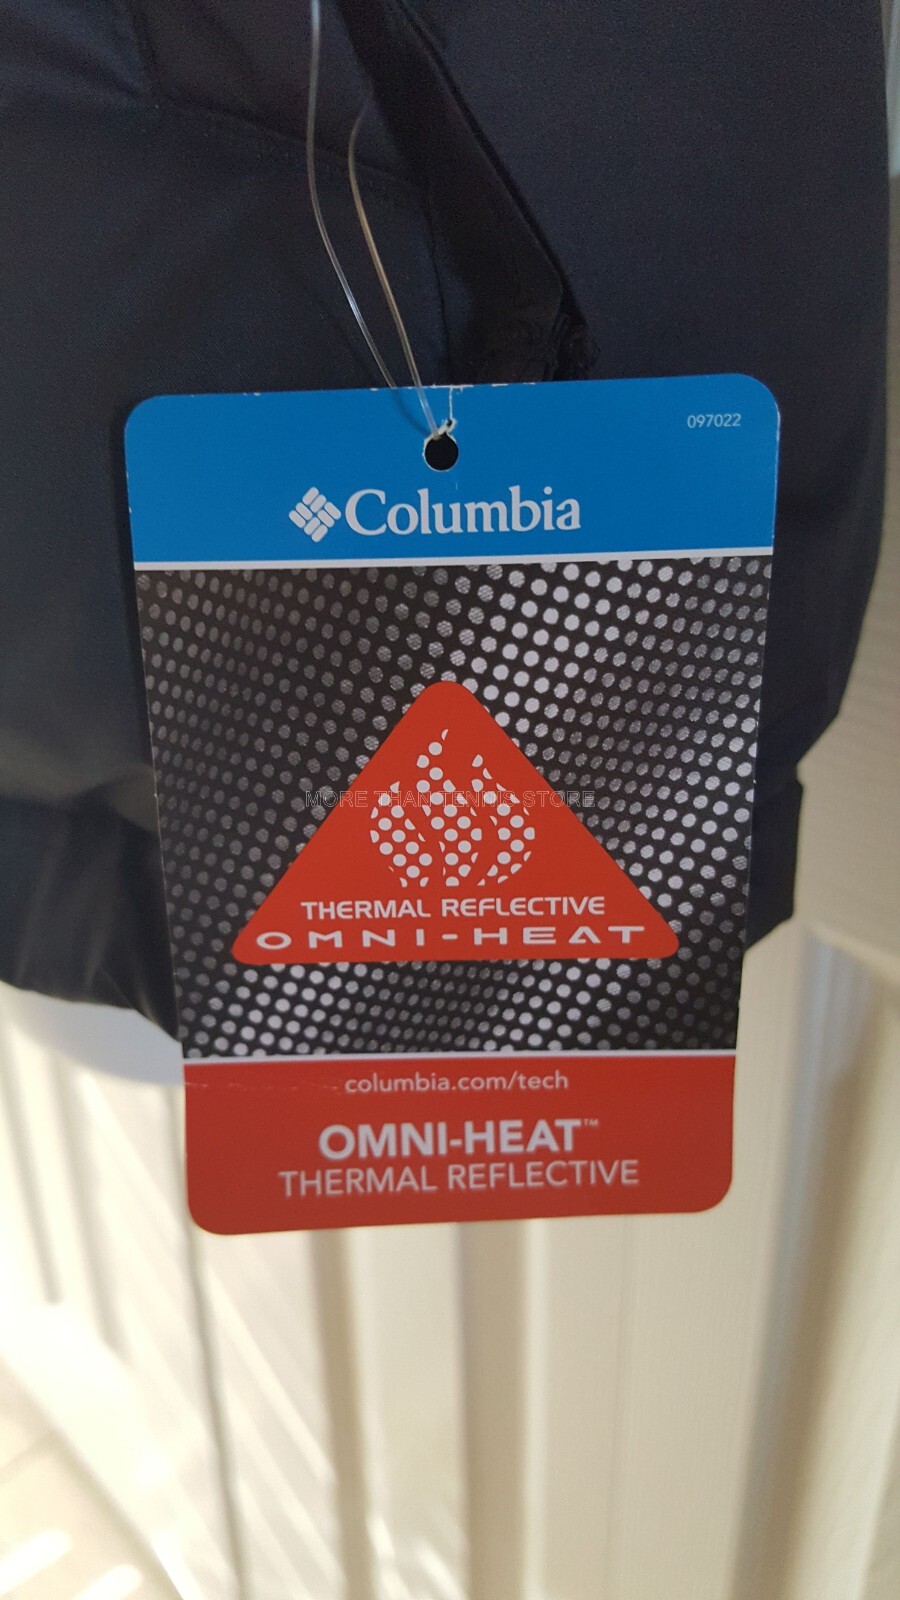 097022
Columbia
MORE THAN TENNIS STORE
THERMAL REFLECTIVE
OMNI-HEAT
columbia.com/tech
OMNI-HEAT™
THERMAL REFLECTIVE